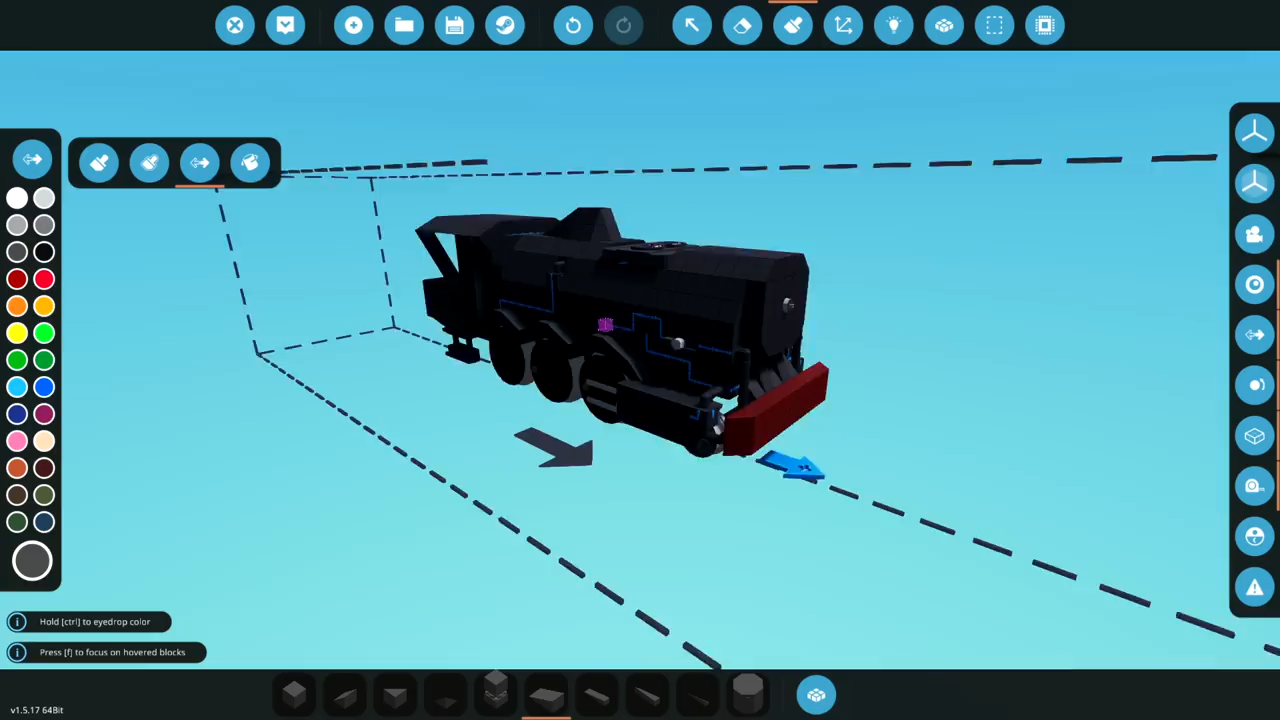 Hold [ctrl] to eyedrop color
Press [f] to focus on hovered blocks
v1.5.17 64Bit